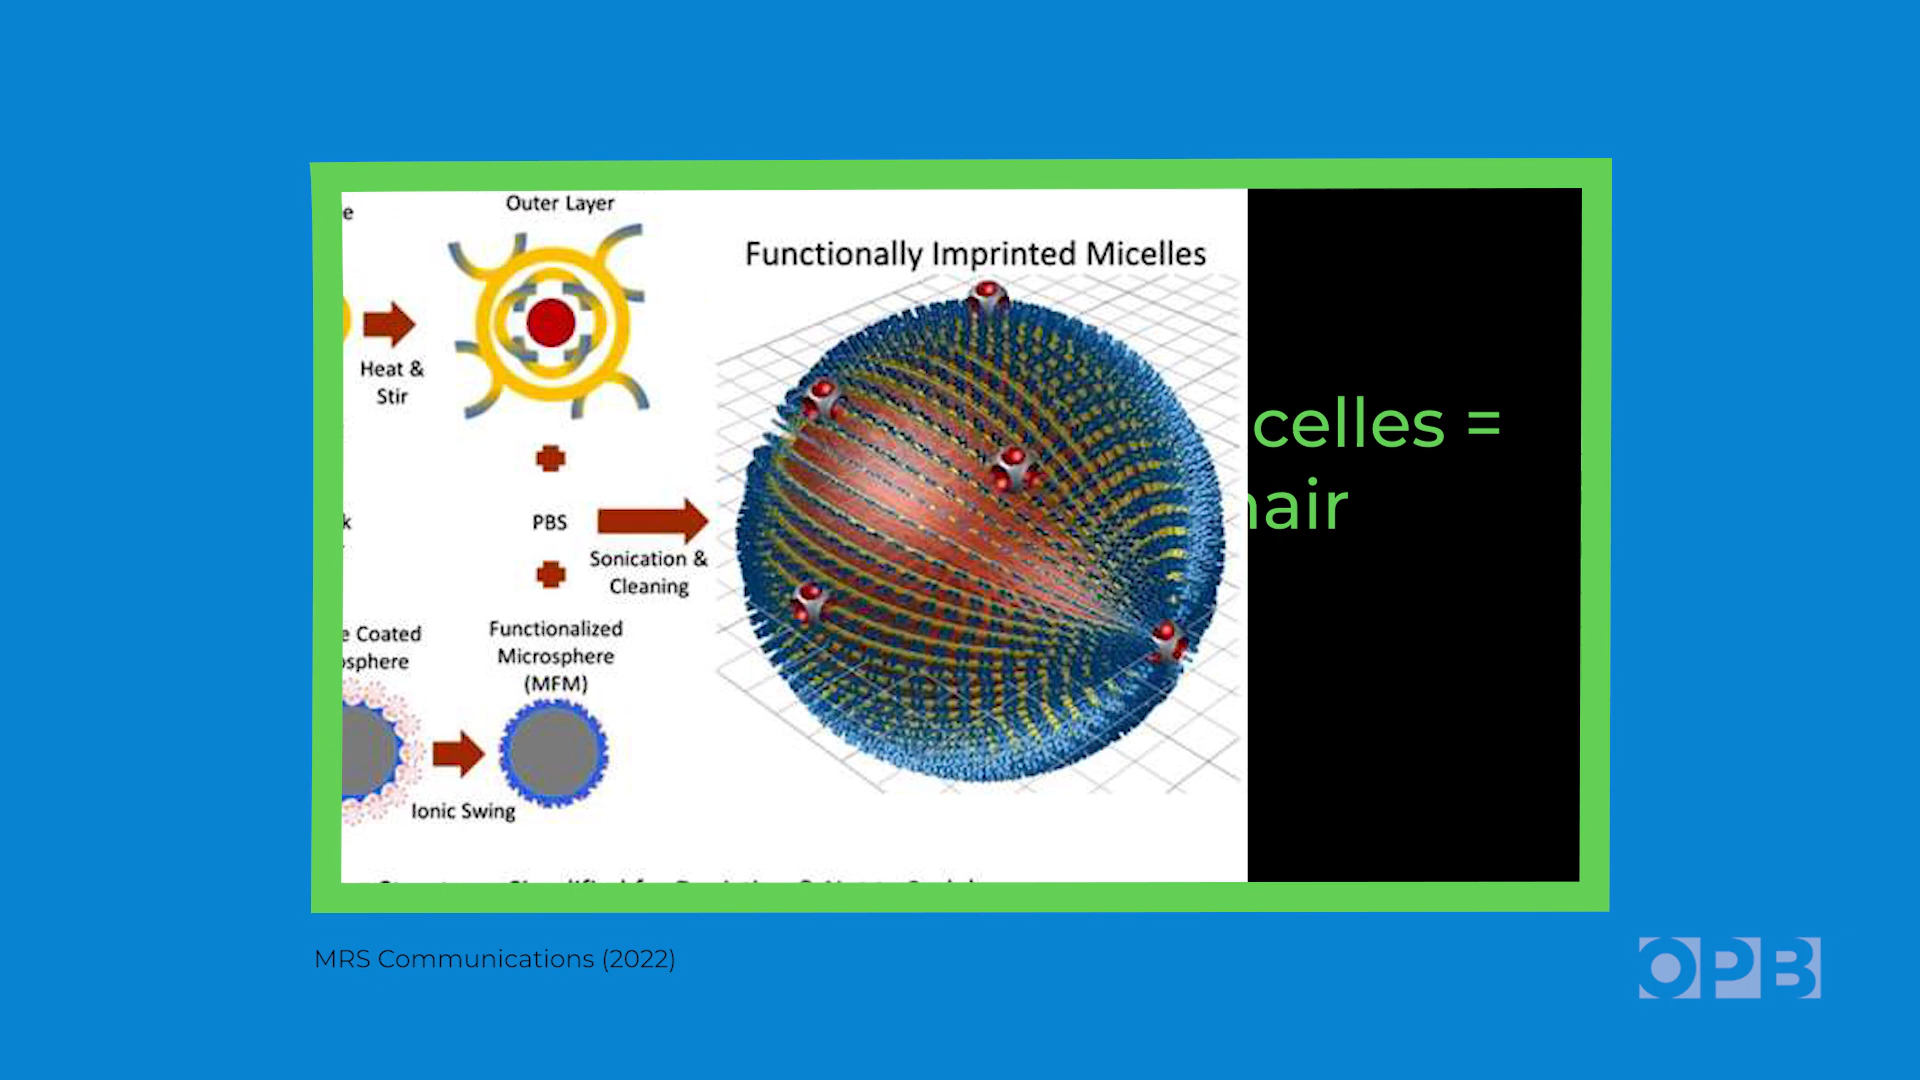 Outer Layer
Functionally Imprinted Micelles
Heat &
Stir
PBS
Sonication &
Cleaning
e Coated
osphere
Functionalized
Microsphere
(MFM)
Ionic Swing
celles =
hair
MRS Communications (2022)
OPB